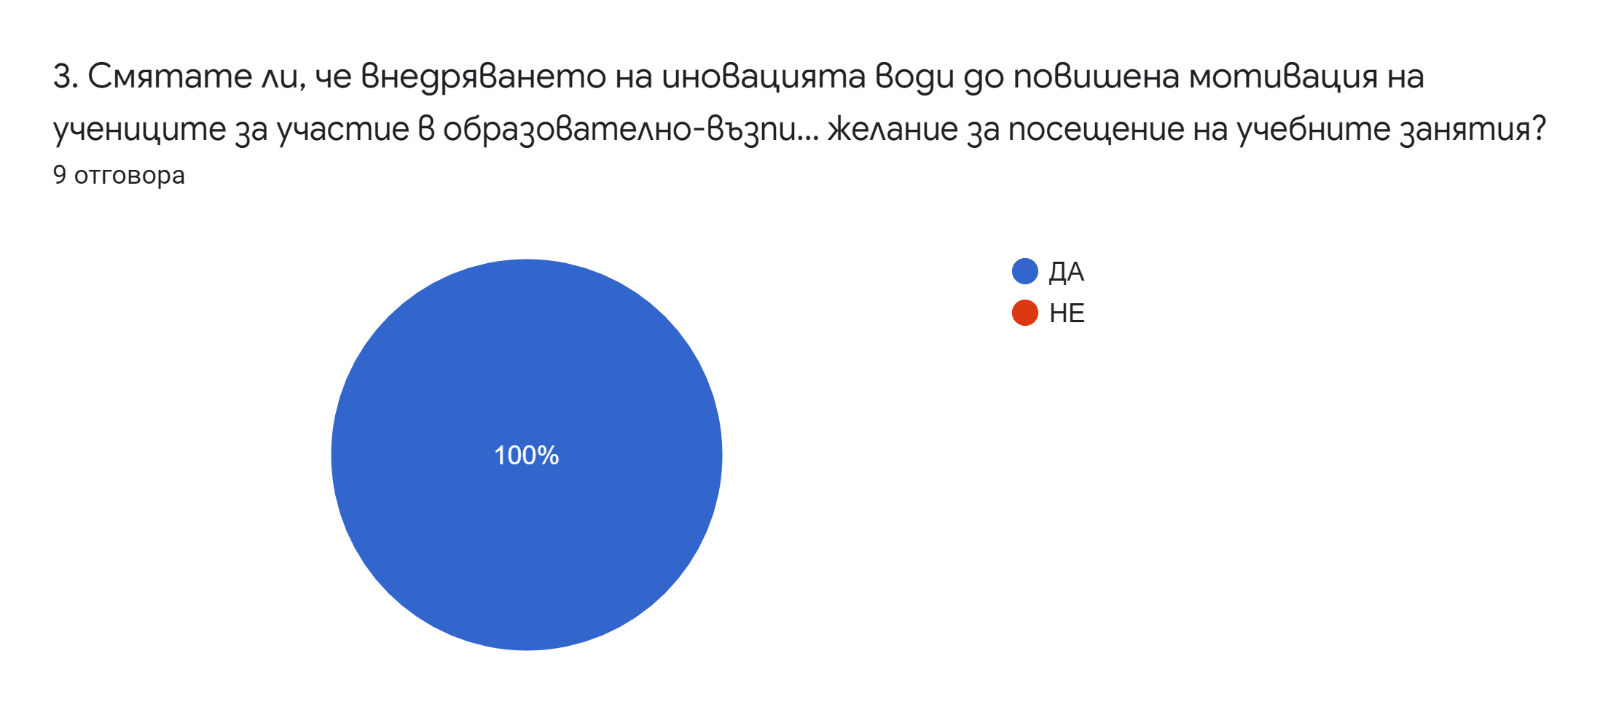 3. Смятате ли, че внедряването на иновацията води до повишена мотивация на
учениците за участие в образователно-възпи... желание за посещение на учебните занятия?
9 отговора
ДА
НЕ
100%